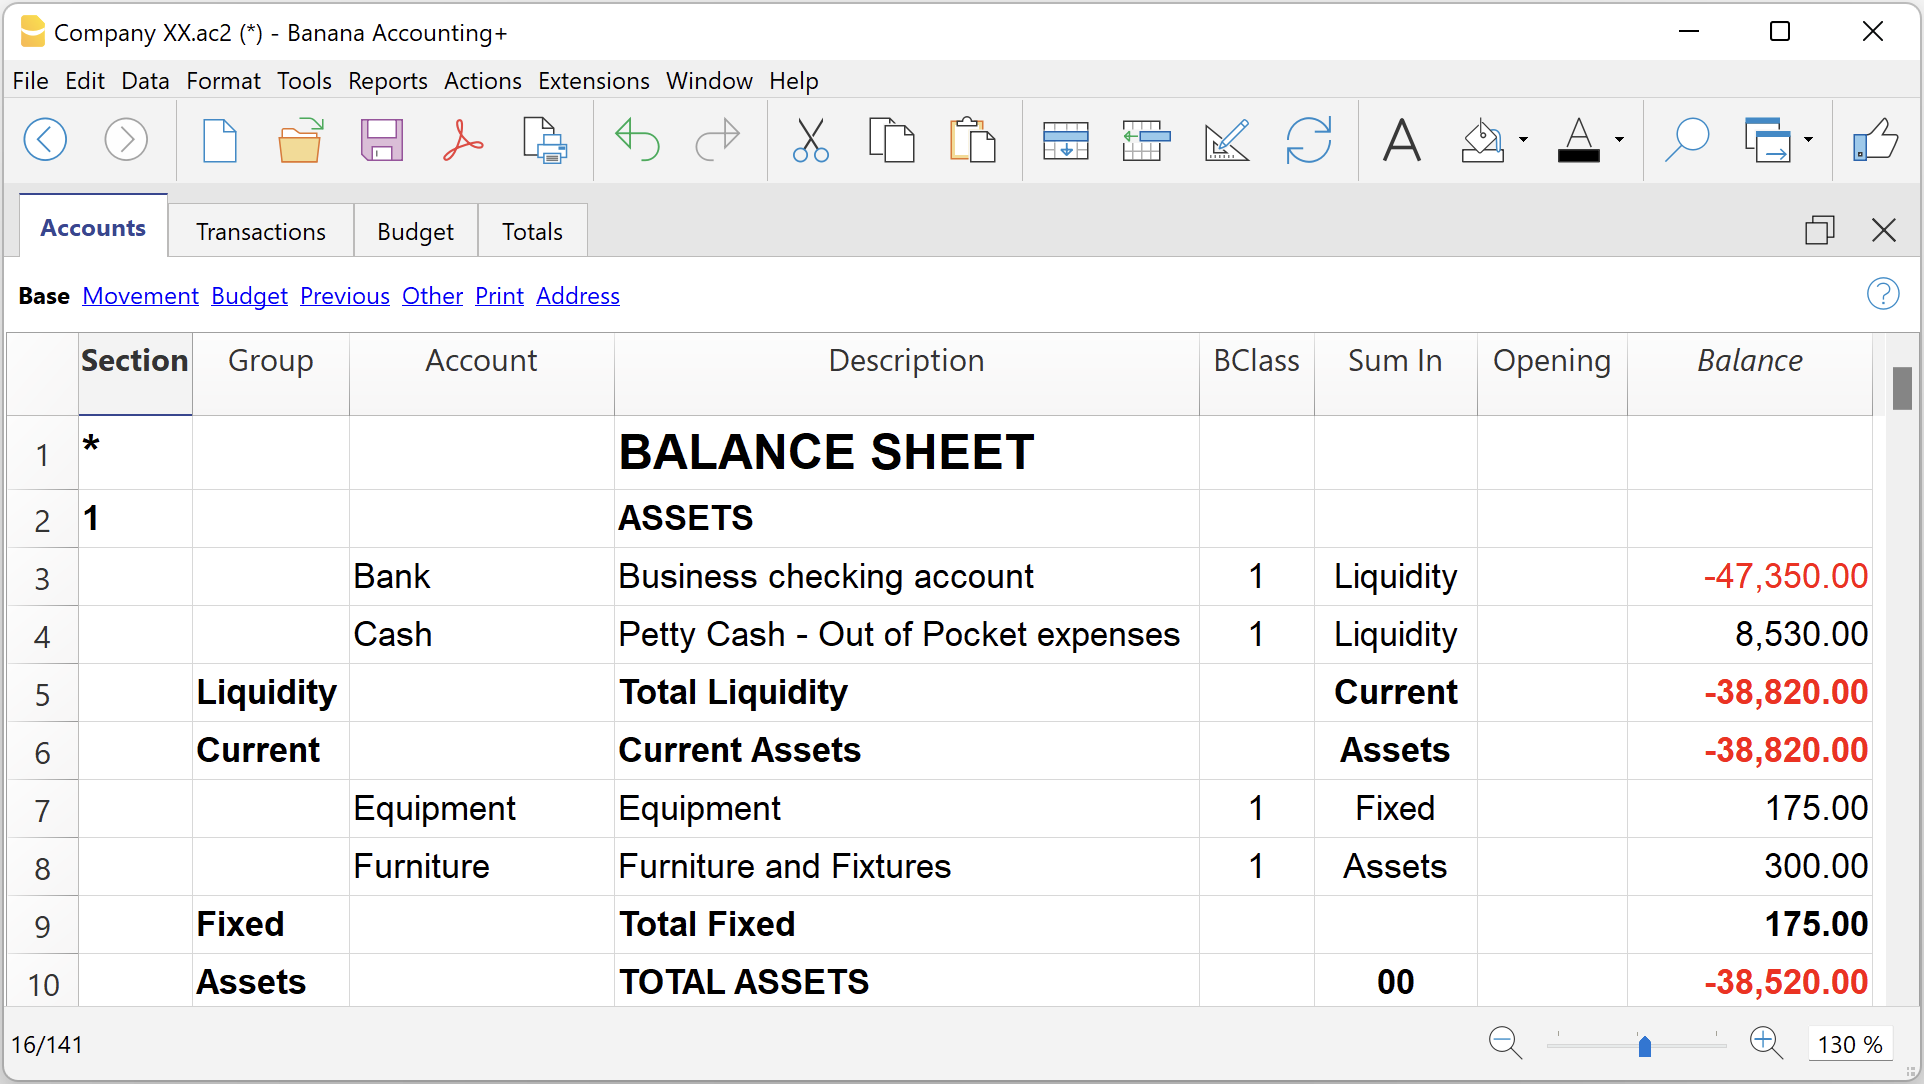 Company XX.ac2 (*) - Banana Accounting+
File Edit Data Format Tools Reports Actions Extensions Window Help
Accounts Transactions Budget Totals
Base Movement Budget Previous Other Print Address
Section Group Account Description BClass Sum In Opening Balance
1 * BALANCE SHEET
2 1 ASSETS
3 Bank Business checking account 1 Liquidity -47,350.00
4 Cash Petty Cash - Out of Pocket expenses 1 Liquidity 8,530.00
5 Liquidity Total Liquidity Current -38,820.00
6 Current Current Assets Assets -38,820.00
7 Equipment Equipment 1 Fixed 175.00
8 Furniture Furniture and Fixtures 1 Assets 300.00
9 Fixed Total Fixed 175.00
10 Assets TOTAL ASSETS 00 -38,520.00
16/141 130 %